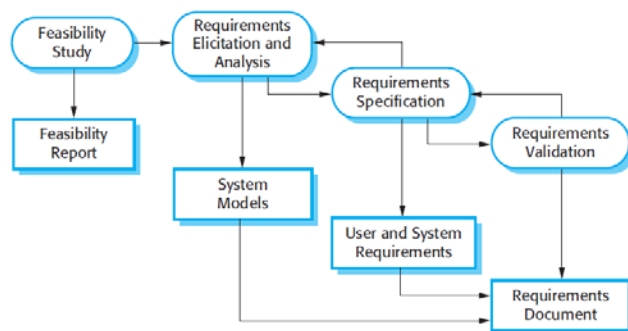 Feasibility
Study
Requirements
Elicitation and
Analysis
Requirements
Specification
Requirements
Validation
Feasibility
Report
System
Models
User and System
Requirements
Requirements
Document